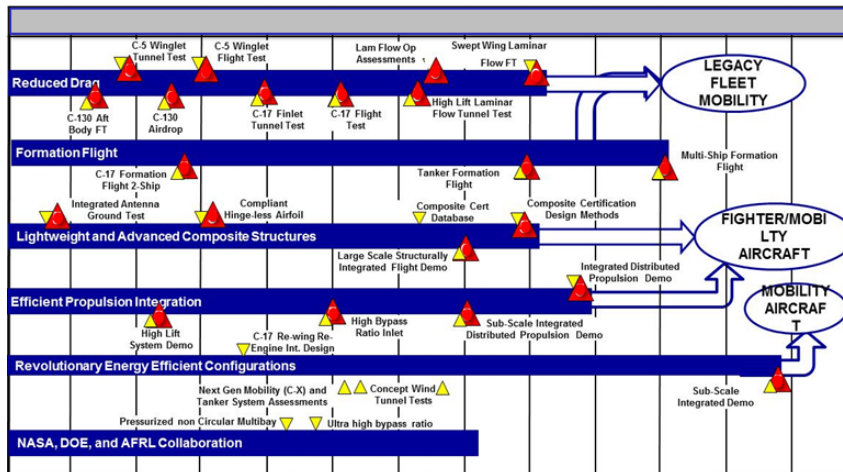 C-5 Winglet
Tunnel Test
C-5 Winglet
Flight Test
Lam Flow Op
Assessments
Swept Wing Laminar
Flow FT
Reduced Drag
LEGACY
FLEET
MOBILITY
C-130 Aft
Body FT
C-130
Airdrop
C-17 Finlet
Tunnel Test
C-17 Flight
Test
High Lift Laminar
Flow Tunnel Test
Formation Flight
C-17 Formation
Flight 2-Ship
Tanker Formation
Flight
Multi-Ship Formation
Flight
Integrated Antenna
Ground Test
Compliant
Hinge-less Airfoil
Composite Cert
Database
Composite Certification
Design Methods
Lightweight and Advanced Composite Structures
FIGHTER/MOBI
LTY
AIRCRAFT
Large Scale Structurally
Integrated Flight Demo
Integrated Distributed
Propulsion Demo
Efficient Propulsion Integration
MOBILITY
AIRCRAF
T
High Lift
System Demo
C-17 Re-wing Re-
Engine Int. Design
High Bypass
Ratio Inlet
Sub-Scale Integrated
Distributed Propulsion Demo
Revolutionary Energy Efficient Configurations
Next Gen Mobility (C-X) and
Tanker System Assessments
Concept Wind
Tunnel Tests
Sub-Scale
Integrated Demo
Pressurized non Circular Multibay
Ultra high bypass ratio
NASA, DOE, and AFRL Collaboration